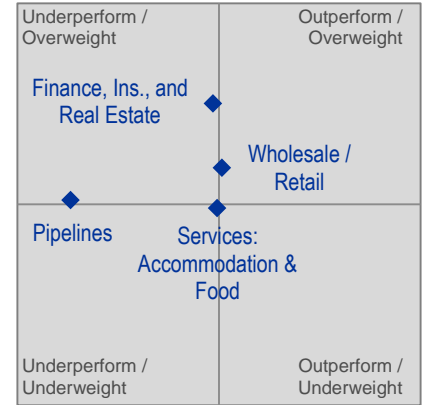 Underperform /
Overweight
Outperform /
Overweight
Finance, Ins., and
Real Estate
Wholesale /
Retail
Pipelines
Services:
Accommodation &
Food
Underperform /
Underweight
Outperform /
Underweight